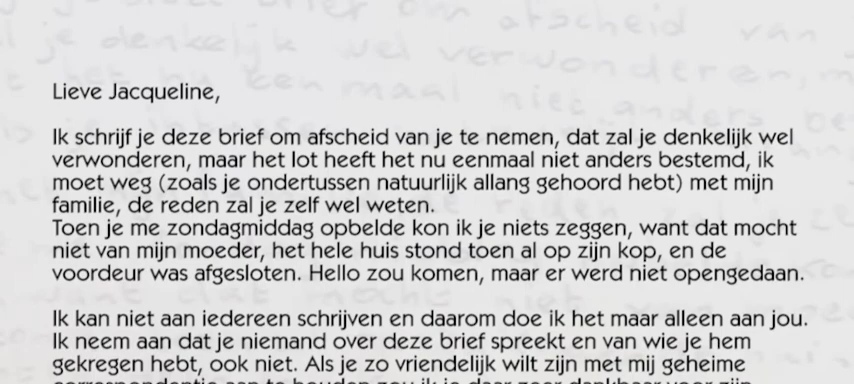 Lieve Jacqueline,
Ik schrijf je deze brief om afscheid van je te nemen, dat zal je denkelijk wel
verwonderen, maar het lot heeft het nu eenmaal niet anders bestemd, ik
moet weg (zoals je ondertussen natuurlijk allang gehoord hebt) met mijn
familie, de reden zal je zelf wel weten.
Toen je me zondagmiddag opbelde kon ik je niets zeggen, want dat mocht
niet van mijn moeder, het hele huis stond toen al op zijn kop, en de
voordeur was afgesloten. Hello zou komen, maar er werd niet opengedaan.
Ik kan niet aan iedereen schrijven en daarom doe ik het maar alleen aan jou.
Ik neem aan dat je niemand over deze brief spreekt en van wie je hem
gekregen hebt, ook niet. Als je zo vriendelijk wilt zijn met mij geheime